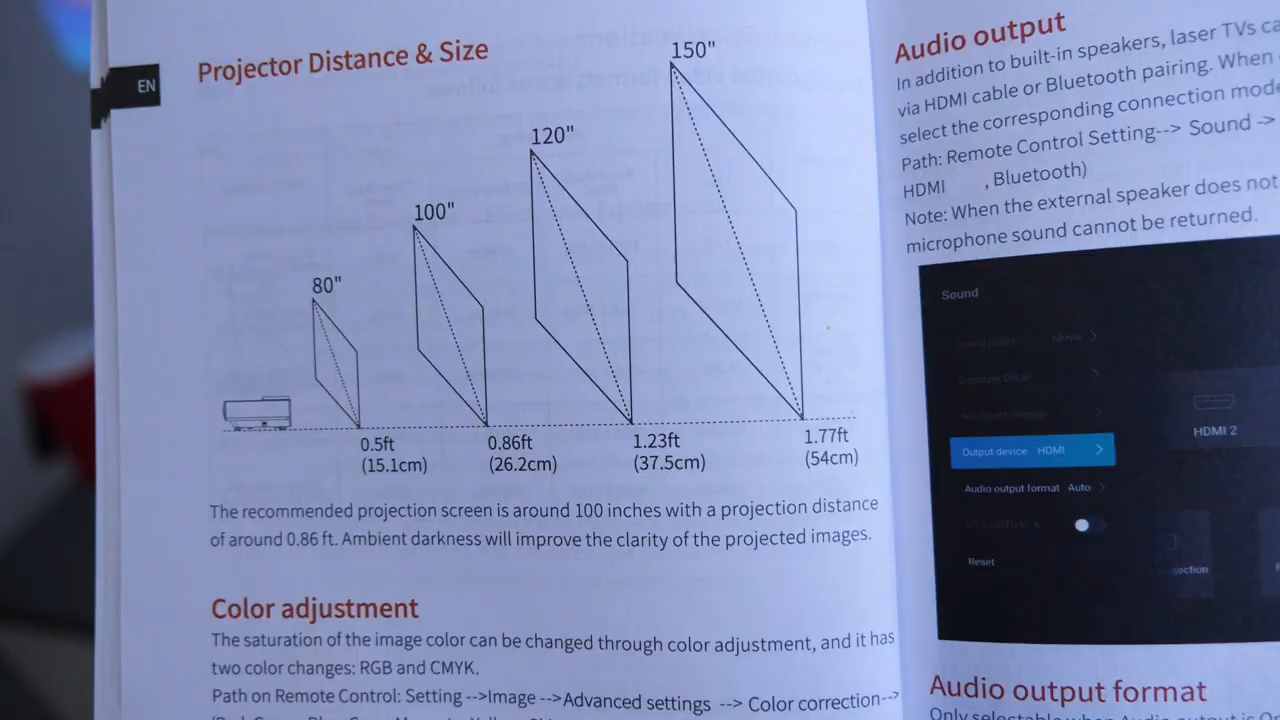 EN
Projector Distance & Size
150"
120"
100"
80"
0.5ft
(15.1cm)
0.86ft
(26.2cm)
1.23ft
(37.5cm)
1.77ft
(54cm)
The recommended projection screen is around 100 inches with a projection distance
of around 0.86 ft. Ambient darkness will improve the clarity of the projected images.
Color adjustment
The saturation of the image color can be changed through color adjustment, and it has
two color changes: RGB and CMYK.
Path on Remote Control: Setting -->Image -->Advanced settings --> Color correction-->
Audio output
In addition to built-in speakers, laser TVs ca
via HDMI cable or Bluetooth pairing. When
select the corresponding connection mod
Path: Remote Control Setting--> Sound ->
HDMI , Bluetooth)
Note: When the external speaker does not
microphone sound cannot be returned.
Sound
Movie
Output device HDMI
Audio output format Auto
Reset
HDMI 2
jection
Audio output format